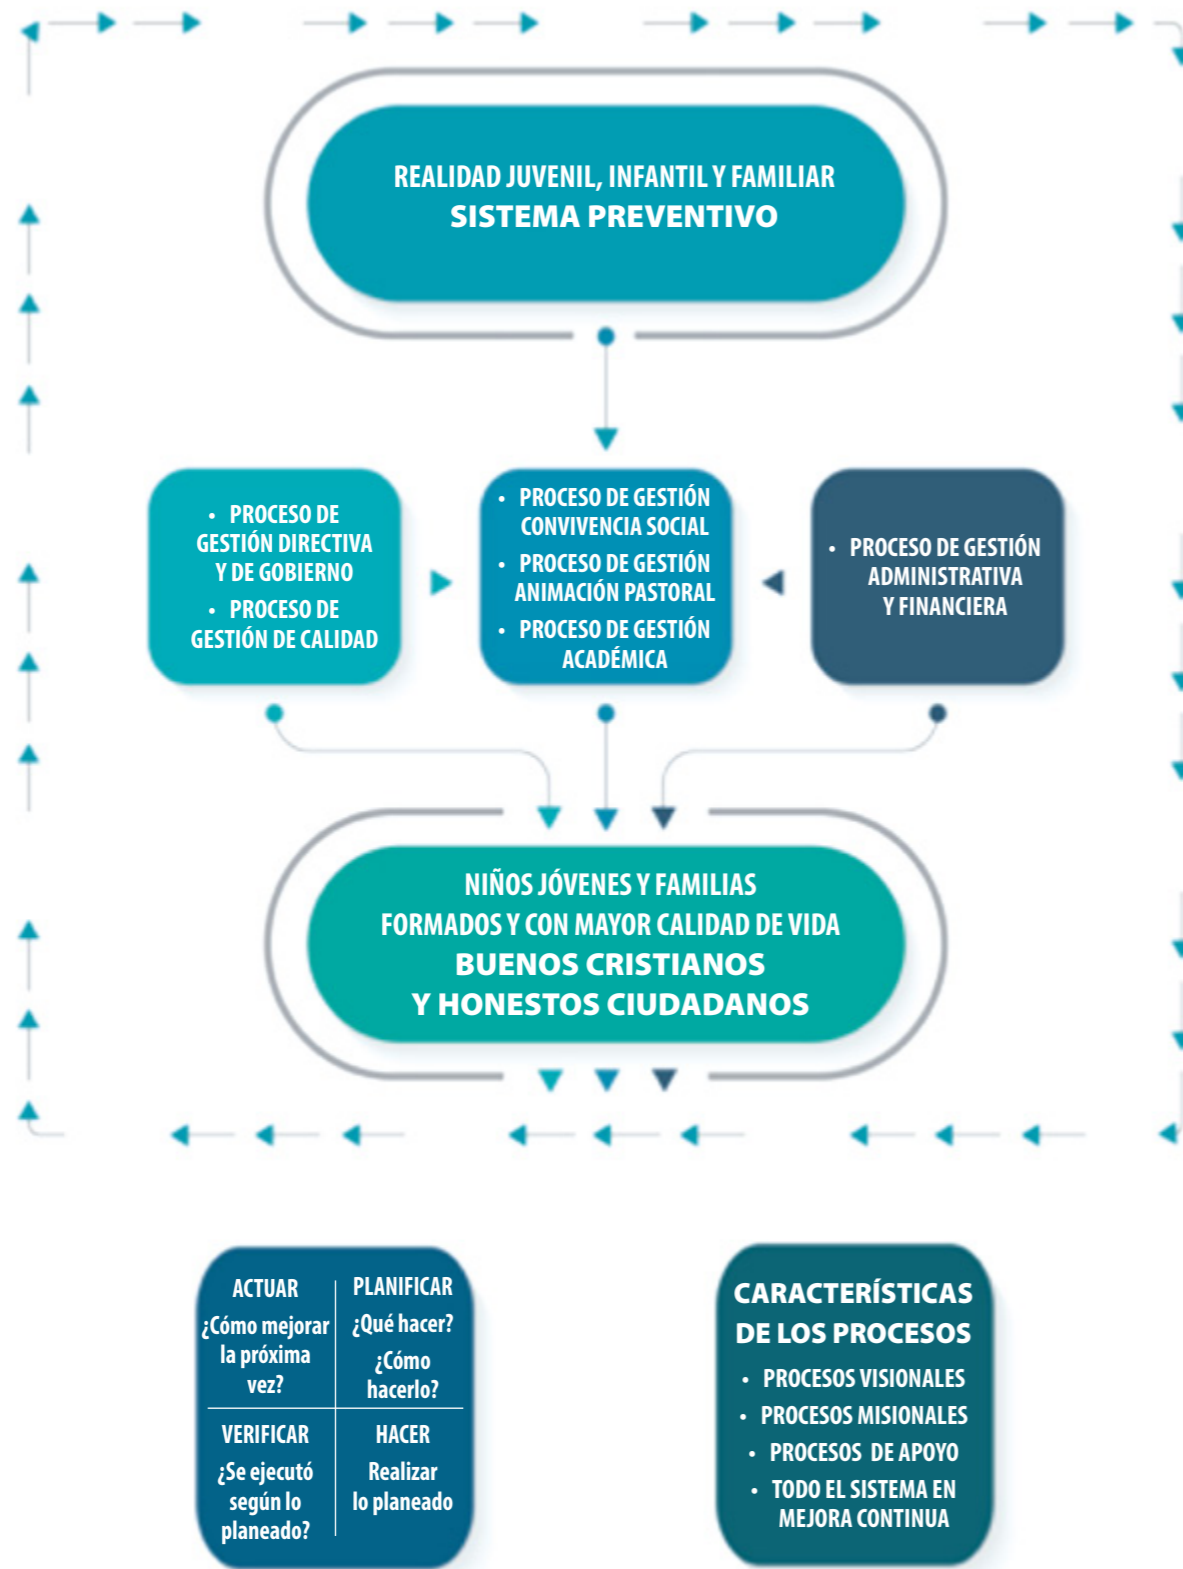 REALIDAD JUVENIL, INFANTIL Y FAMILIAR
SISTEMA PREVENTIVO
• PROCESO DE
GESTIÓN DIRECTIVA
Y DE GOBIERNO
• PROCESO DE
GESTIÓN DE CALIDAD
• PROCESO DE GESTIÓN
CONVIVENCIA SOCIAL
• PROCESO DE GESTIÓN
ANIMACIÓN PASTORAL
• PROCESO DE GESTIÓN
ACADÉMICA
• PROCESO DE GESTIÓN
ADMINISTRATIVA
Y FINANCIERA
NIÑOS JÓVENES Y FAMILIAS
FORMADOS Y CON MAYOR CALIDAD DE VIDA
BUENOS CRISTIANOS
Y HONESTOS CIUDADANOS
ACTUAR
¿Cómo mejorar
la próxima
vez?
PLANIFICAR
¿Qué hacer?
¿Cómo
hacerlo?
VERIFICAR
¿Se ejecutó
según lo
planeado?
HACER
Realizar
lo planeado
CARACTERÍSTICAS
DE LOS PROCESOS
• PROCESOS VISIONALES
• PROCESOS MISIONALES
• PROCESOS DE APOYO
• TODO EL SISTEMA EN
MEJORA CONTINUA